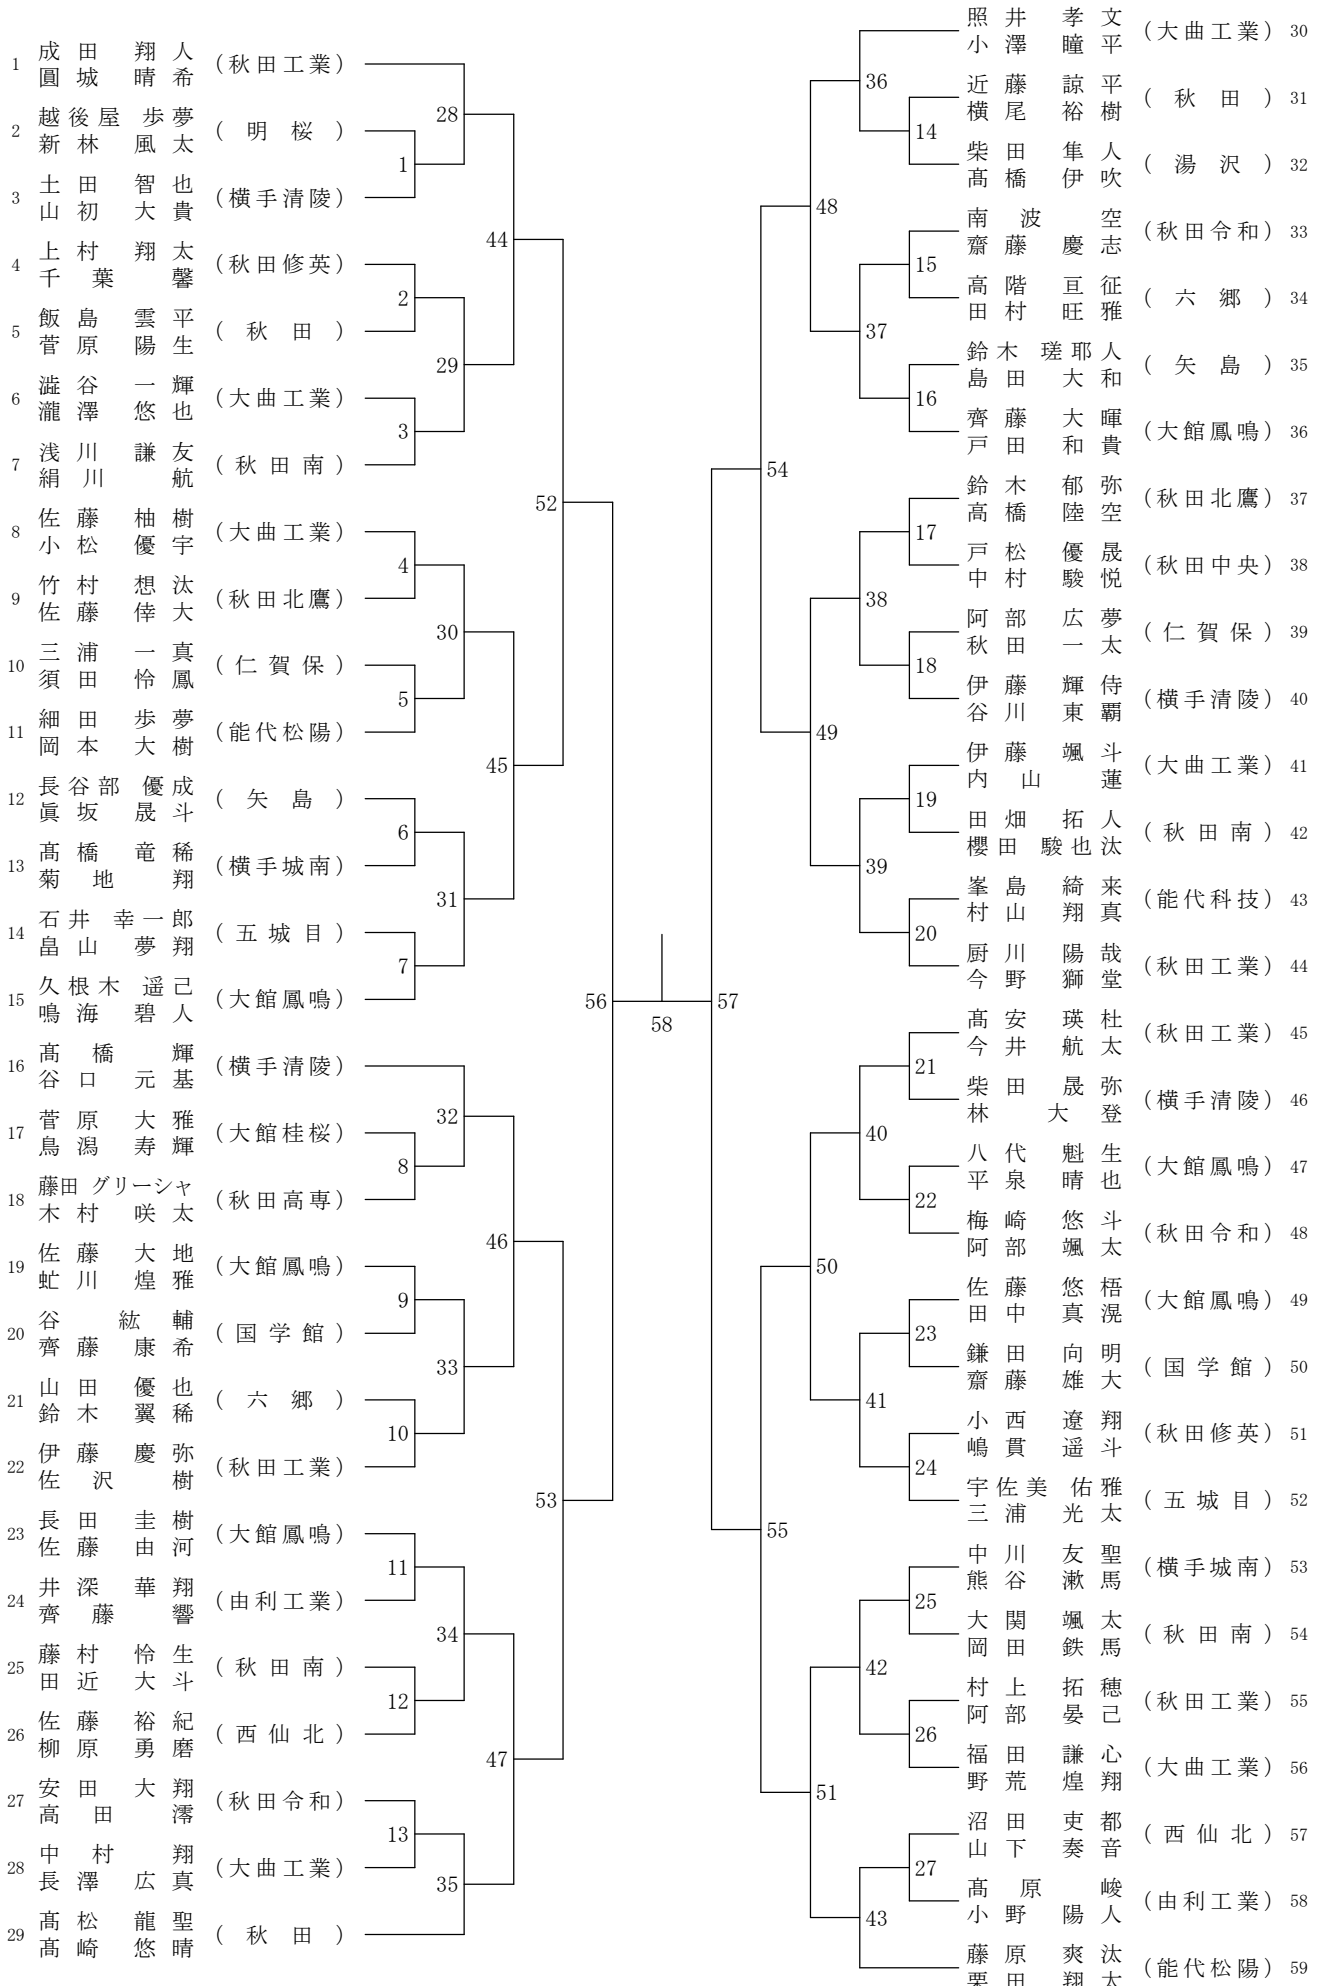 1 成田 翔人 (秋田工業)
圓城 晴希
2 越後屋 歩夢 (明桜)
新林 風太
3 土田 智也 (横手清陵)
山初 大貴
4 上村 翔太 (秋田修英)
千葉 馨
5 飯島 雲平 (秋田)
菅原 陽生
6 澁谷 一輝 (大曲工業)
瀧澤 悠也
7 浅川 謙友 (秋田南)
絹川 航
8 佐藤 柚樹 (大曲工業)
小松 優宇
9 竹村 想汰 (秋田北鷹)
佐藤 倖大
10 三浦 一真 (仁賀保)
須田 怜鳳
11 細田 歩夢 (能代松陽)
岡本 大樹
12 長谷部 優成 (矢島)
眞坂 晟斗
13 髙橋 竜稀 (横手城南)
菊地 翔
14 石井 幸一郎 (五城目)
畠山 夢翔
15 久根木 遥己 (大館鳳鳴)
鳴海 碧人
16 髙橋 輝 (横手清陵)
谷口 元基
17 菅原 大雅 (大館桂桜)
鳥潟 寿輝
18 藤田 グリーシャ (秋田高専)
木村 咲太
19 佐藤 大地 (大館鳳鳴)
虻川 煌雅
20 谷 紘輔 (国学館)
齊藤 康希
21 山田 優也 (六郷)
鈴木 翼稀
22 伊藤 慶弥 (秋田工業)
佐沢 樹
23 長田 圭樹 (大館鳳鳴)
佐藤 由河
24 井深 華翔 (由利工業)
齊藤 響
25 藤村 怜生 (秋田南)
田近 大斗
26 佐藤 裕紀 (西仙北)
柳原 勇磨
27 安田 大翔 (秋田令和)
高田 澪
28 中村 翔 (大曲工業)
長澤 広真
29 髙松 龍聖 (秋田)
髙崎 悠晴
1
2
3
4
5
6
7
8
9
10
11
12
13
28
29
30
31
32
33
34
35
44
45
46
47
52
53
56
58
57
54
55
48
49
50
51
36
37
38
39
40
41
42
43
14
15
16
17
18
19
20
21
22
23
24
25
26
27
照井 孝文 (大曲工業) 30
小澤 瞳平
近藤 諒平 (秋田) 31
横尾 裕樹
柴田 隼人 (湯沢) 32
髙橋 伊吹
南波 空 (秋田令和) 33
齋藤 慶志
高階 亘征 (六郷) 34
田村 旺雅
鈴木 瑳耶人 (矢島) 35
島田 大和
齊藤 大暉 (大館鳳鳴) 36
戸田 和貴
鈴木 郁弥 (秋田北鷹) 37
高橋 陸空
戸松 優晟 (秋田中央) 38
中村 駿悦
阿部 広夢 (仁賀保) 39
秋田 一太
伊藤 輝侍 (横手清陵) 40
谷川 東覇
伊藤 颯斗 (大曲工業) 41
内山 蓮
田畑 拓人 (秋田南) 42
櫻田 駿也汰
峯島 綺来 (能代科技) 43
村山 翔真
厨川 陽哉 (秋田工業) 44
今野 獅堂
髙安 瑛杜 (秋田工業) 45
今井 航太
柴田 晟弥 (横手清陵) 46
林 大登
八代 魁生 (大館鳳鳴) 47
平泉 晴也
梅崎 悠斗 (秋田令和) 48
阿部 颯太
佐藤 悠梧 (大館鳳鳴) 49
田中 真滉
鎌田 向明 (国学館) 50
齋藤 雄大
小西 遼翔 (秋田修英) 51
嶋貫 遥斗
宇佐美 佑雅 (五城目) 52
三浦 光太
中川 友聖 (横手城南) 53
熊谷 漱馬
大関 颯太 (秋田南) 54
岡田 鉄馬
村上 拓穂 (秋田工業) 55
阿部 晏己
福田 謙心 (大曲工業) 56
野荒 煌翔
沼田 吏都 (西仙北) 57
山下 奏音
髙原 峻 (由利工業) 58
小野 陽人
藤原 爽汰 (能代松陽) 59
栗田 翔太